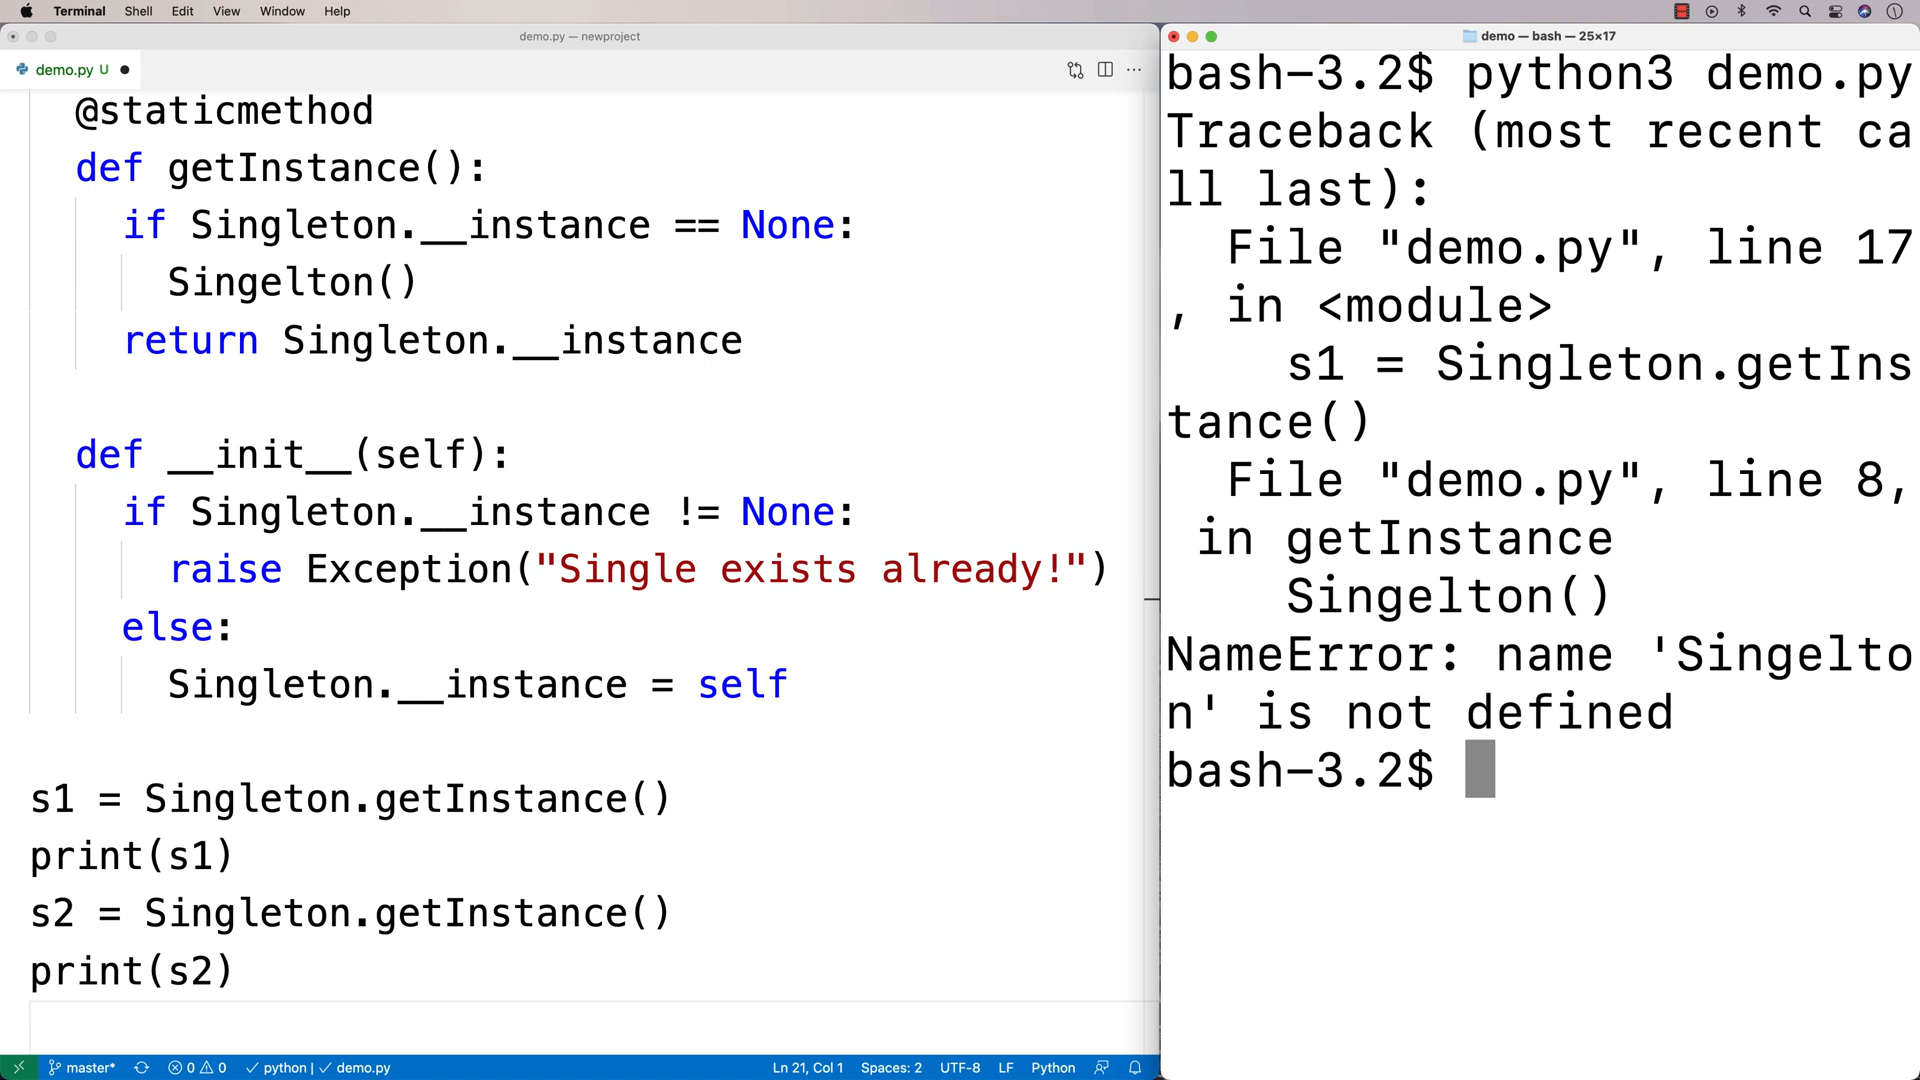 Terminal Shell Edit View Window Help
demo.py — newproject
demo.py U
@staticmethod
def getInstance():
if Singleton.__instance == None:
Singelton()
return Singleton.__instance
def __init__(self):
if Singleton.__instance != None:
raise Exception("Single exists already!")
else:
Singleton.__instance = self
s1 = Singleton.getInstance()
print(s1)
s2 = Singleton.getInstance()
print(s2)
master* 0 0 python | demo.py Ln 21, Col 1 Spaces: 2 UTF-8 LF Python
demo — bash — 25×17
bash-3.2$ python3 demo.py
Traceback (most recent ca
ll last):
File "demo.py", line 17
, in <module>
s1 = Singleton.getIns
tance()
File "demo.py", line 8,
in getInstance
Singelton()
NameError: name 'Singelto
n' is not defined
bash-3.2$